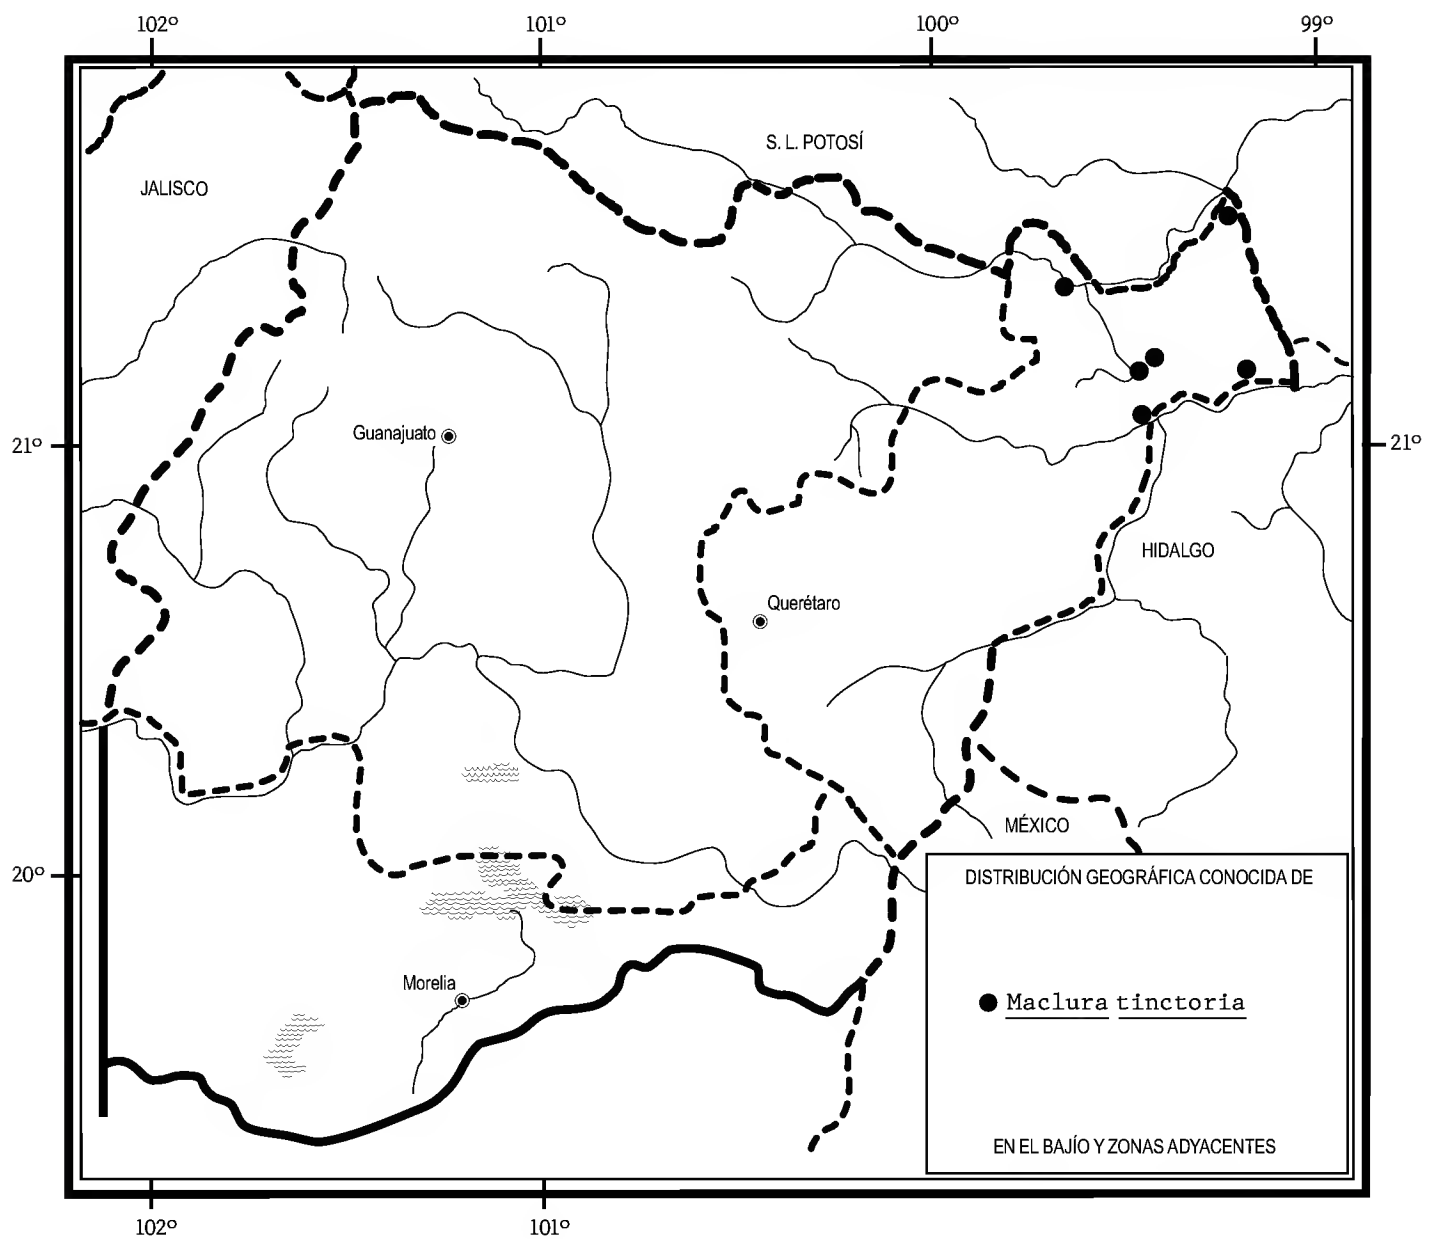 102º 101º 100º 99º
S. L. POTOSÍ
JALISCO
Guanajuato
21º 21º
HIDALGO
Querétaro
MÉXICO
20º
DISTRIBUCIÓN GEOGRÁFICA CONOCIDA DE
Morelia
Maclura tinctoria
EN EL BAJÍO Y ZONAS ADYACENTES
102º 101º